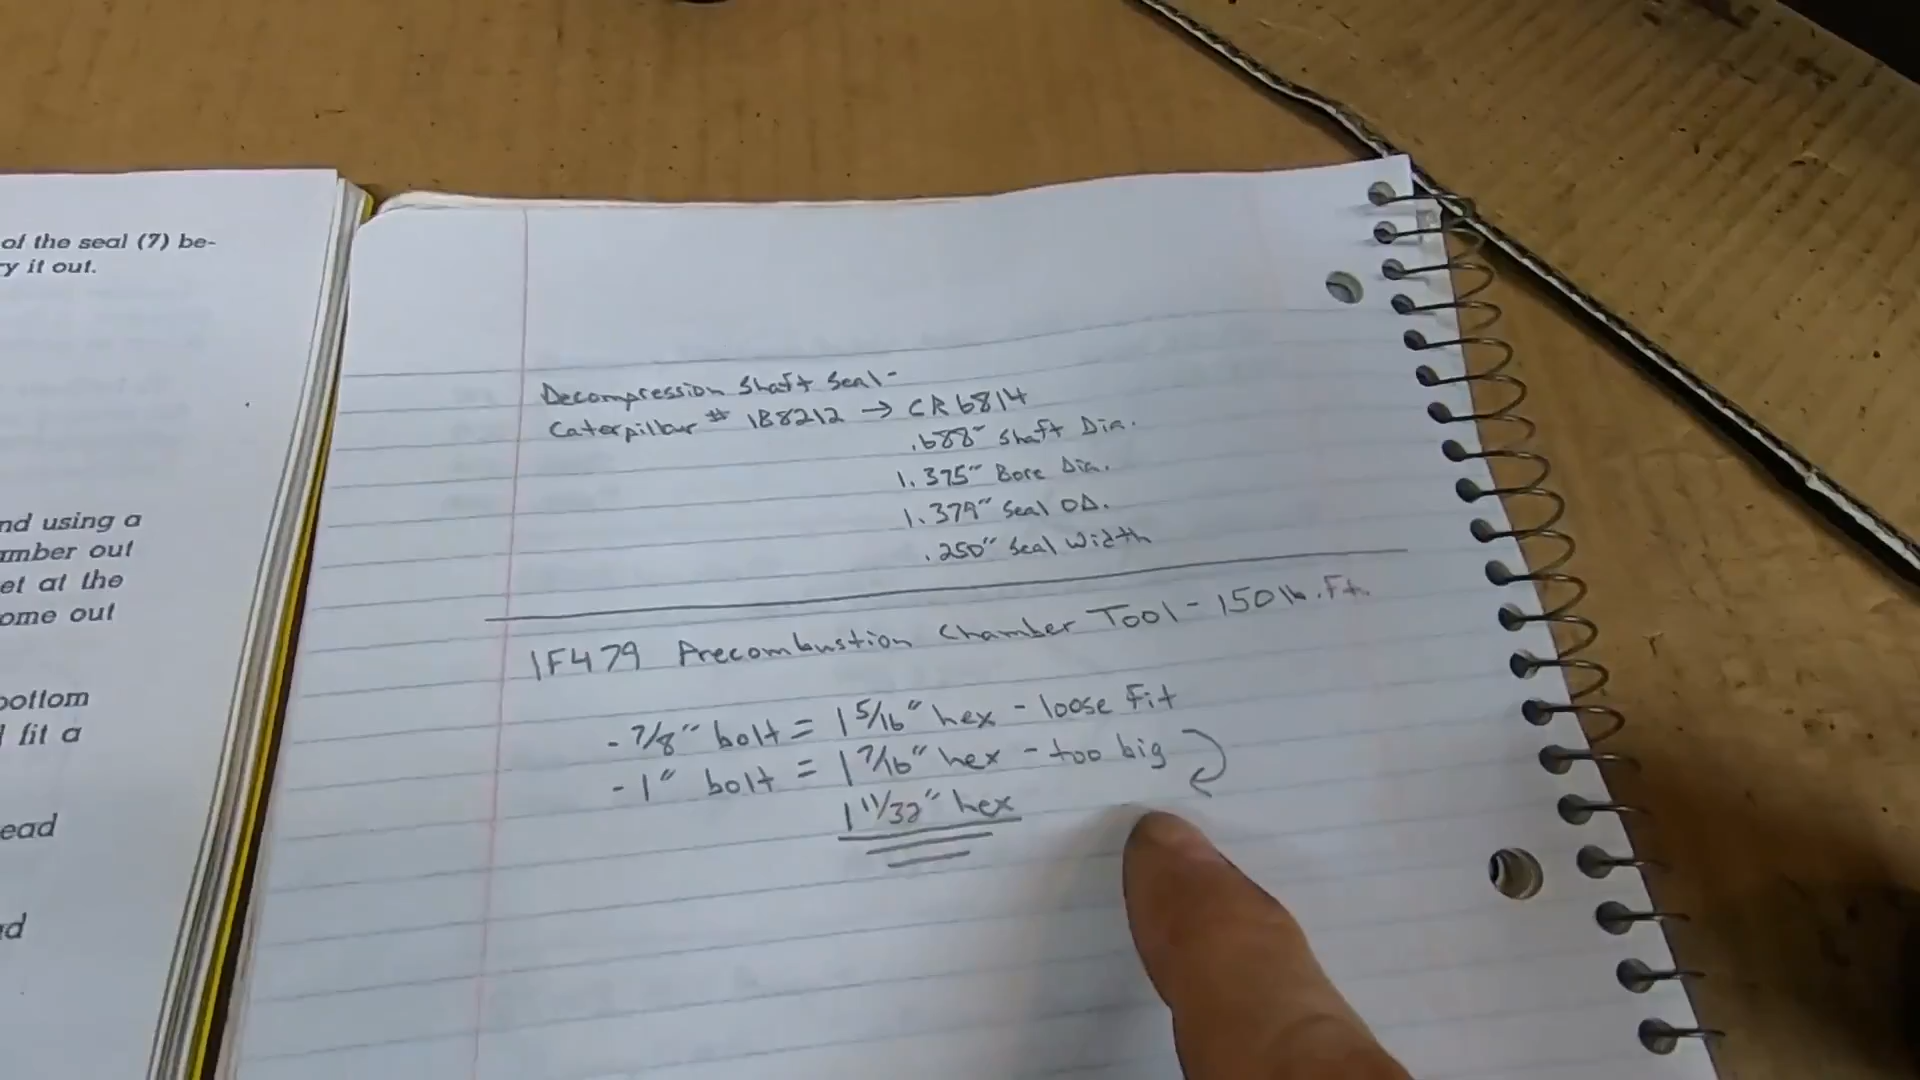 of the seal (7) be-
y it out.
nd using a
amber out
et at the
ome out
bottom
fit a
ead
Decompression Shaft Seal-
Caterpillar # 1B8212 → CR6814
.688" Shaft Dia.
1.375" Bore Dia.
1.379" Seal OD.
.250" Seal Width
1F479 Precombustion Chamber Tool - 150 lb.Ft.
- 7/8" bolt = 1 5/16" hex - loose Fit
- 1" bolt = 1 7/16" hex - too big
1 11/32" hex